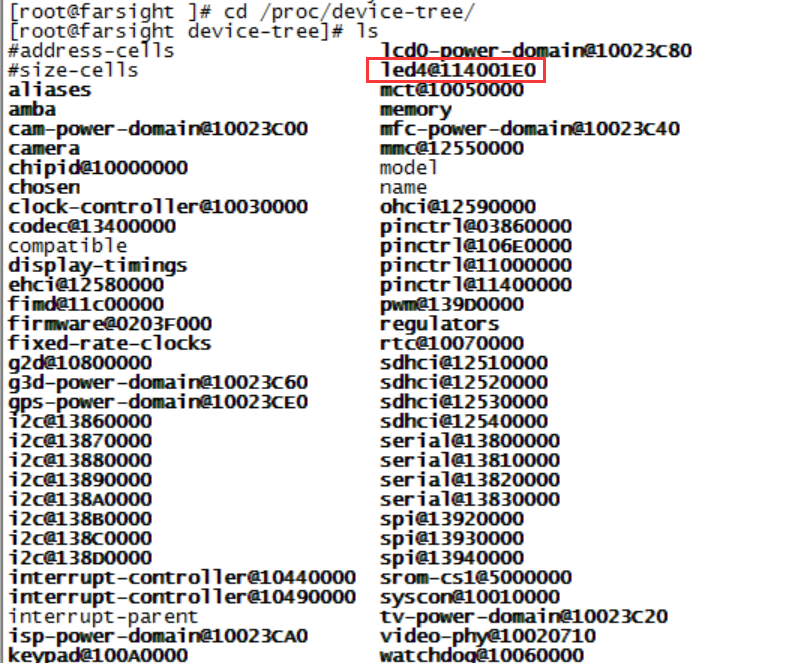 [root@farsight ]# cd /proc/device-tree/
[root@farsight device-tree]# ls
#address-cells lcd0-power-domain@10023C80
#size-cells led4@114001E0
aliases mct@10050000
amba memory
cam-power-domain@10023C00 mfc-power-domain@10023C40
camera mmc@12550000
chipid@10000000 model
chosen name
clock-controller@10030000 ohci@12590000
codec@13400000 pinctrl@03860000
compatible pinctrl@106E0000
display-timings pinctrl@11000000
ehci@12580000 pinctrl@11400000
fimd@11c00000 pwm@139D0000
firmware@0203F000 regulators
fixed-rate-clocks rtc@10070000
g2d@10800000 sdhci@12510000
g3d-power-domain@10023C60 sdhci@12520000
gps-power-domain@10023CE0 sdhci@12530000
i2c@13860000 sdhci@12540000
i2c@13870000 serial@13800000
i2c@13880000 serial@13810000
i2c@13890000 serial@13820000
i2c@138A0000 serial@13830000
i2c@138B0000 spi@13920000
i2c@138C0000 spi@13930000
i2c@138D0000 spi@13940000
interrupt-controller@10440000 srom-cs1@5000000
interrupt-controller@10490000 syscon@10010000
interrupt-parent tv-power-domain@10023C20
isp-power-domain@10023CA0 video-phy@10020710
keypad@100A0000 watchdog@10060000